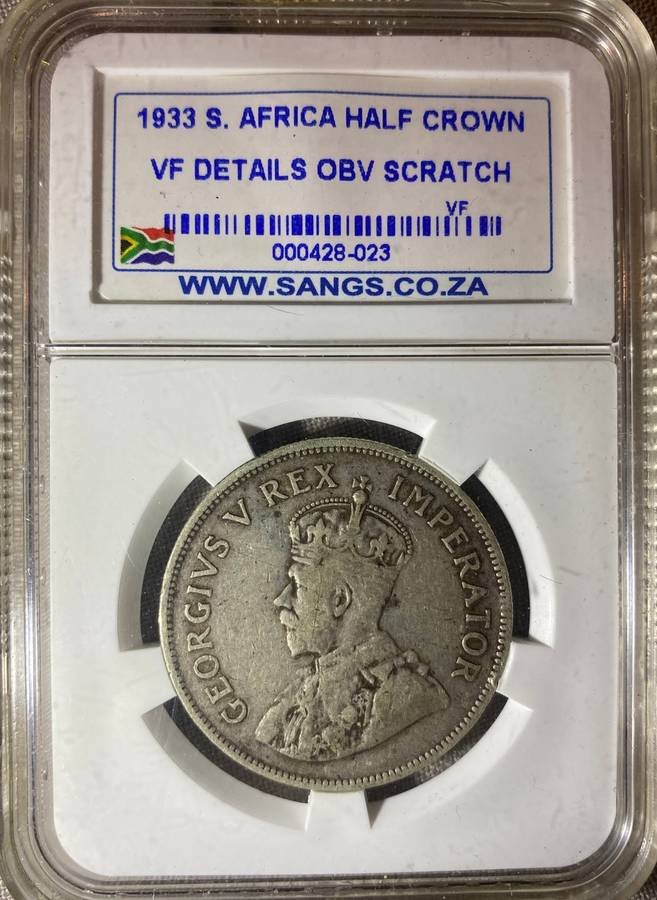 1933 S. AFRICA HALF CROWN
VF DETAILS OBV SCRATCH
VF
000428-023
WWW.SANGS.CO.ZA
GEORGIVS V REX IMPERATOR